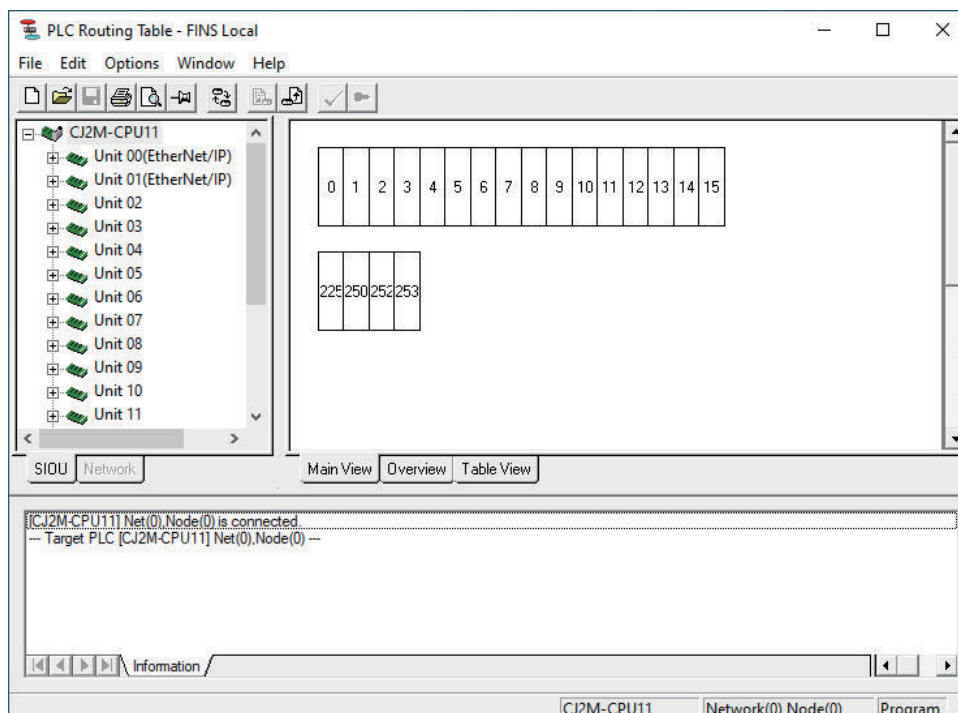 PLC Routing Table - FINS Local
File Edit Options Window Help
CJ2M-CPU11
Unit 00(EtherNet/IP)
Unit 01(EtherNet/IP)
Unit 02
Unit 03
Unit 04
Unit 05
Unit 06
Unit 07
Unit 08
Unit 09
Unit 10
Unit 11
SIOU Network
0 1 2 3 4 5 6 7 8 9 10 11 12 13 14 15
225 250 252 253
Main View Overview Table View
[CJ2M-CPU11] Net(0),Node(0) is connected.
--- Target PLC [CJ2M-CPU11] Net(0),Node(0) ---
Information
CJ2M-CPU11 Network(0) Node(0) Program